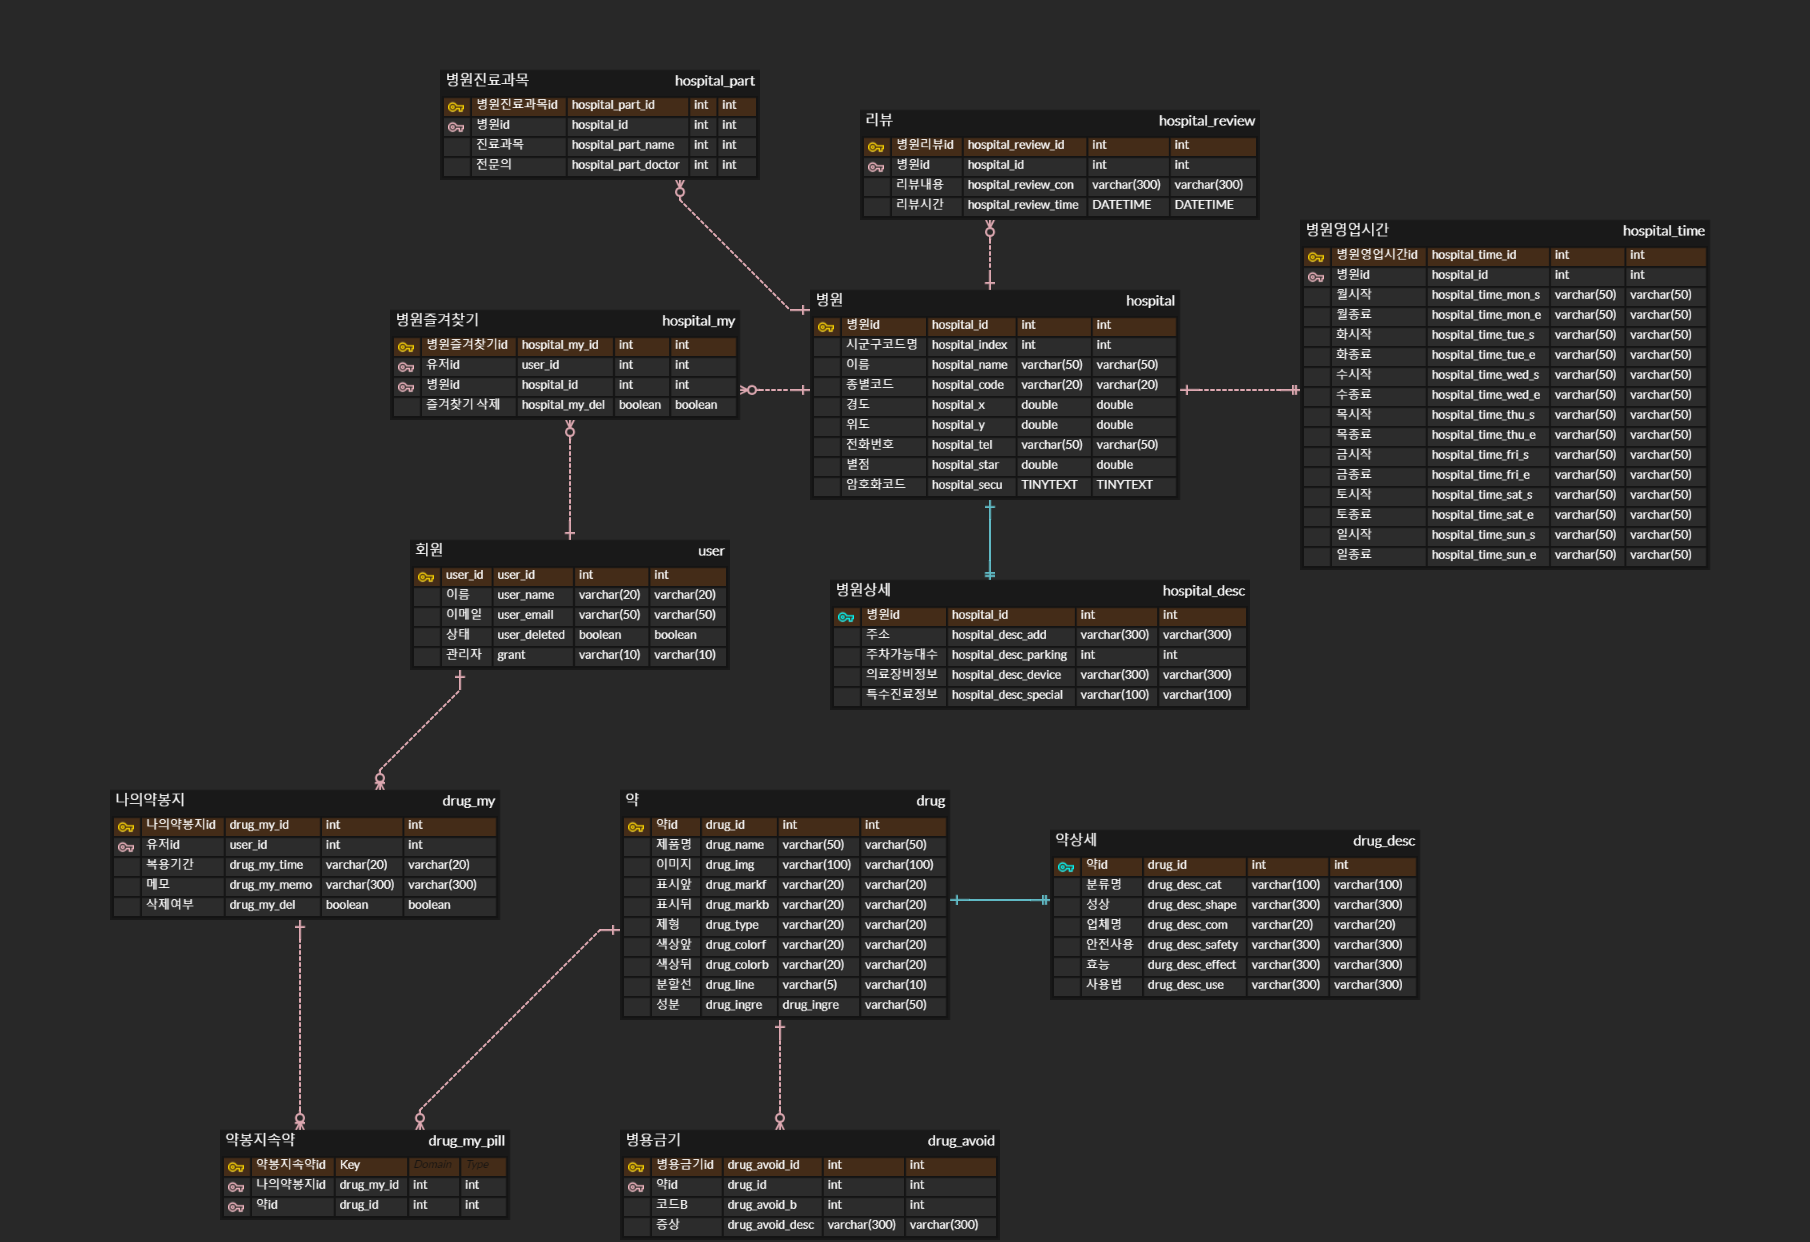 병원진료과목 hospital_part
병원진료과목id hospital_part_id int int
병원id hospital_id int int
진료과목 hospital_part_name int int
전문의 hospital_part_doctor int int
리뷰 hospital_review
병원리뷰id hospital_review_id int int
병원id hospital_id int int
리뷰내용 hospital_review_con varchar(300) varchar(300)
리뷰시간 hospital_review_time DATETIME DATETIME
병원영업시간 hospital_time
병원영업시간id hospital_time_id int int
병원id hospital_id int int
월시작 hospital_time_mon_s varchar(50) varchar(50)
월종료 hospital_time_mon_e varchar(50) varchar(50)
화시작 hospital_time_tue_s varchar(50) varchar(50)
화종료 hospital_time_tue_e varchar(50) varchar(50)
수시작 hospital_time_wed_s varchar(50) varchar(50)
수종료 hospital_time_wed_e varchar(50) varchar(50)
목시작 hospital_time_thu_s varchar(50) varchar(50)
목종료 hospital_time_thu_e varchar(50) varchar(50)
금시작 hospital_time_fri_s varchar(50) varchar(50)
금종료 hospital_time_fri_e varchar(50) varchar(50)
토시작 hospital_time_sat_s varchar(50) varchar(50)
토종료 hospital_time_sat_e varchar(50) varchar(50)
일시작 hospital_time_sun_s varchar(50) varchar(50)
일종료 hospital_time_sun_e varchar(50) varchar(50)
병원 hospital
병원id hospital_id int int
시군구코드명 hospital_index int int
이름 hospital_name varchar(50) varchar(50)
종별코드 hospital_code varchar(20) varchar(20)
경도 hospital_x double double
위도 hospital_y double double
전화번호 hospital_tel varchar(50) varchar(50)
별점 hospital_star double double
암호화코드 hospital_secu TINYTEXT TINYTEXT
병원즐겨찾기 hospital_my
병원즐겨찾기id hospital_my_id int int
유저id user_id int int
병원id hospital_id int int
즐겨찾기 삭제 hospital_my_del boolean boolean
회원 user
user_id user_id int int
이름 user_name varchar(20) varchar(20)
이메일 user_email varchar(50) varchar(50)
상태 user_deleted boolean boolean
관리자 grant varchar(10) varchar(10)
병원상세 hospital_desc
병원id hospital_id int int
주소 hospital_desc_add varchar(300) varchar(300)
주차가능대수 hospital_desc_parking int int
의료장비정보 hospital_desc_device varchar(300) varchar(300)
특수진료정보 hospital_desc_special varchar(100) varchar(100)
나의약봉지 drug_my
나의약봉지id drug_my_id int int
유저id user_id int int
복용기간 drug_my_time varchar(20) varchar(20)
메모 drug_my_memo varchar(300) varchar(300)
삭제여부 drug_my_del boolean boolean
약 drug
약id drug_id int int
제품명 drug_name varchar(50) varchar(50)
이미지 drug_img varchar(100) varchar(100)
표시앞 drug_markf varchar(20) varchar(20)
표시뒤 drug_markb varchar(20) varchar(20)
제형 drug_type varchar(20) varchar(20)
색상앞 drug_colorf varchar(20) varchar(20)
색상뒤 drug_colorb varchar(20) varchar(20)
분할선 drug_line varchar(5) varchar(10)
성분 drug_ingre drug_ingre varchar(50)
약상세 drug_desc
약id drug_id int int
분류명 drug_desc_cat varchar(100) varchar(100)
성상 drug_desc_shape varchar(300) varchar(300)
업체명 drug_desc_com varchar(20) varchar(20)
안전사용 drug_desc_safety varchar(300) varchar(300)
효능 durg_desc_effect varchar(300) varchar(300)
사용법 drug_desc_use varchar(300) varchar(300)
약봉지속약 drug_my_pill
약봉지속약id Key Domain Type
나의약봉지id drug_my_id int int
약id drug_id int int
병용금기 drug_avoid
병용금기id drug_avoid_id int int
약id drug_id int int
코드B drug_avoid_b int int
증상 drug_avoid_desc varchar(300) varchar(300)